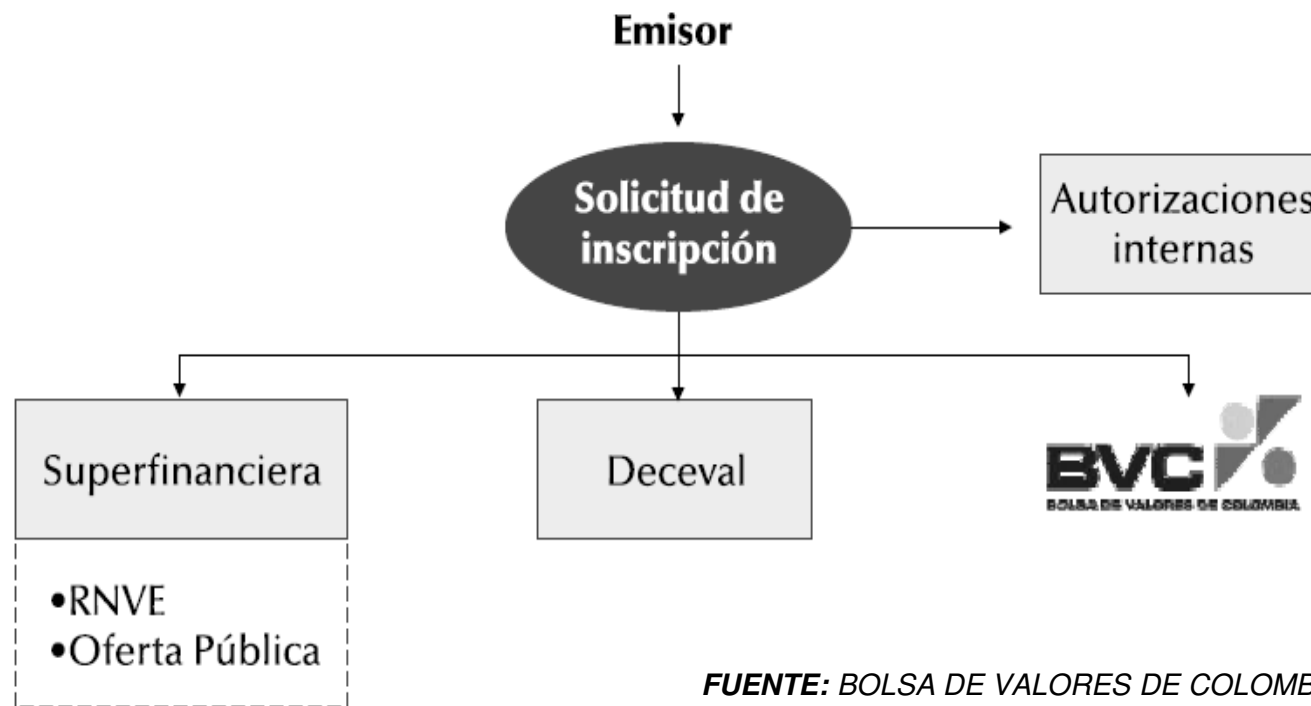 Emisor
Solicitud de
inscripción
Autorizaciones
internas
Superfinanciera
Deceval
BVC
BOLSA DE VALORES DE COLOMBIA
•RNVE
•Oferta Pública
FUENTE: BOLSA DE VALORES DE COLOMB